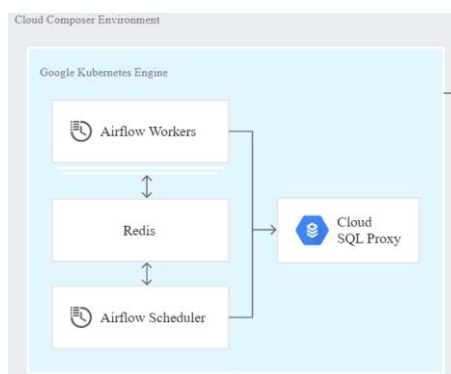 Cloud Composer Environment
Google Kubernetes Engine
Airflow Workers
Redis
Cloud
SQL Proxy
Airflow Scheduler